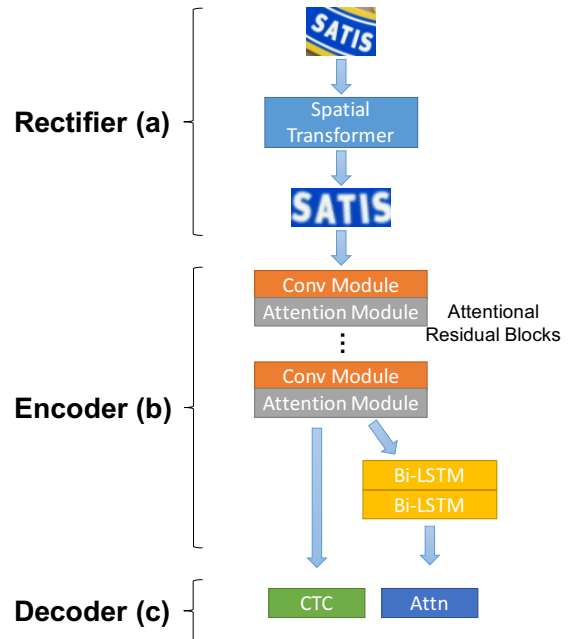 SATIS
Rectifier (a)
Spatial
Transformer
SATIS
Conv Module
Attention Module
Attentional
Residual Blocks
Conv Module
Attention Module
Encoder (b)
Bi-LSTM
Bi-LSTM
Decoder (c)
CTC
Attn